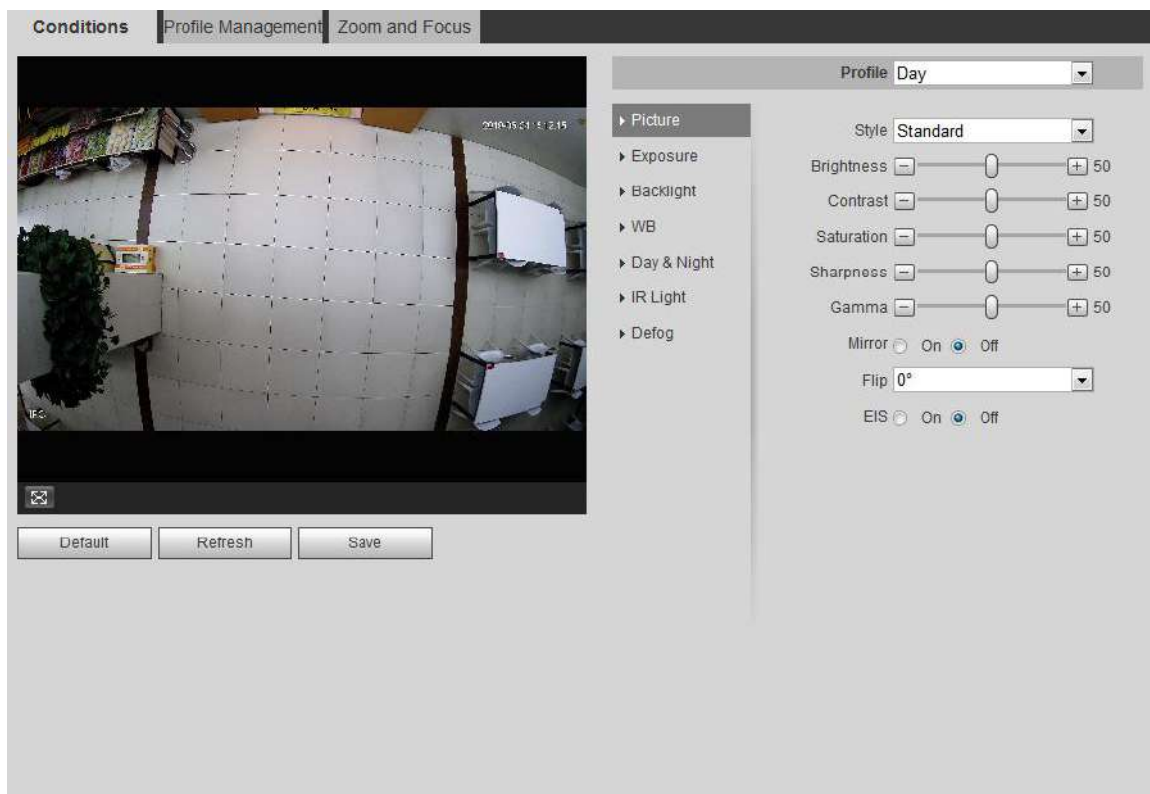 Conditions
Profile Management
Zoom and Focus
Profile Day
Picture
Exposure
Backlight
WB
Day & Night
IR Light
Defog
Style Standard
Brightness 50
Contrast 50
Saturation 50
Sharpness 50
Gamma 50
Mirror On Off
Flip 0°
EIS On Off
IPC
Default
Refresh
Save